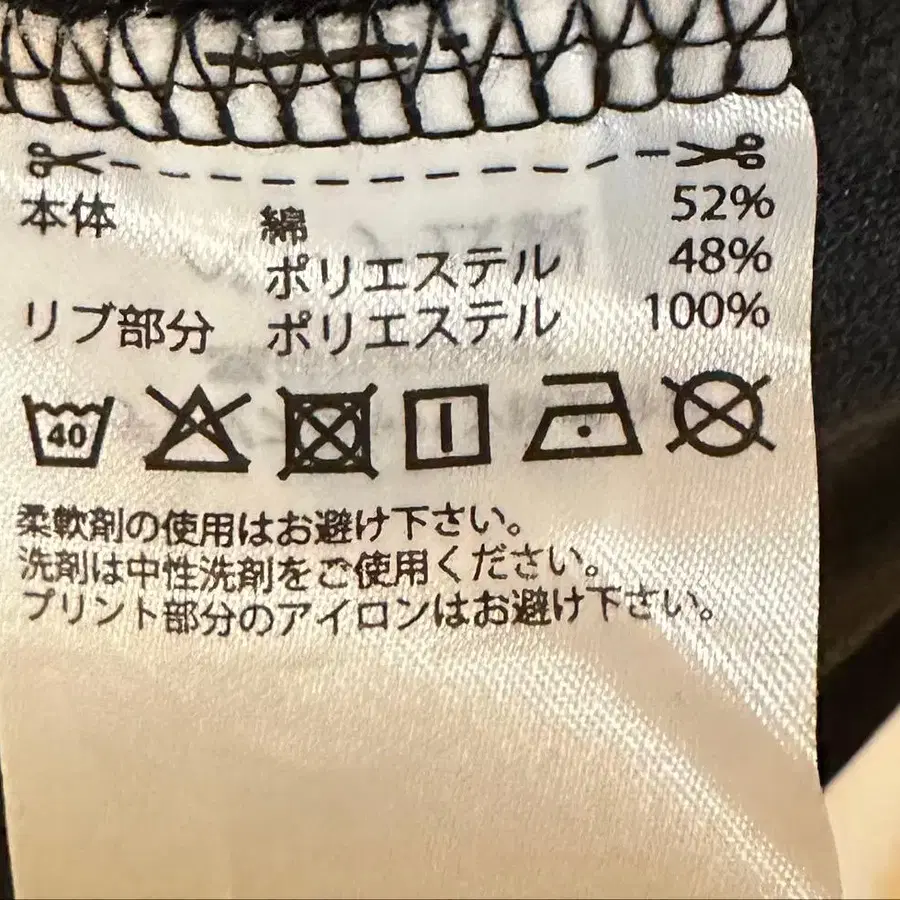 本体 綿 52%
ポリエステル 48%
リブ部分 ポリエステル 100%
40
柔軟剤の使用はお避け下さい。
洗剤は中性洗剤をご使用ください。
プリント部分のアイロンはお避け下さい。